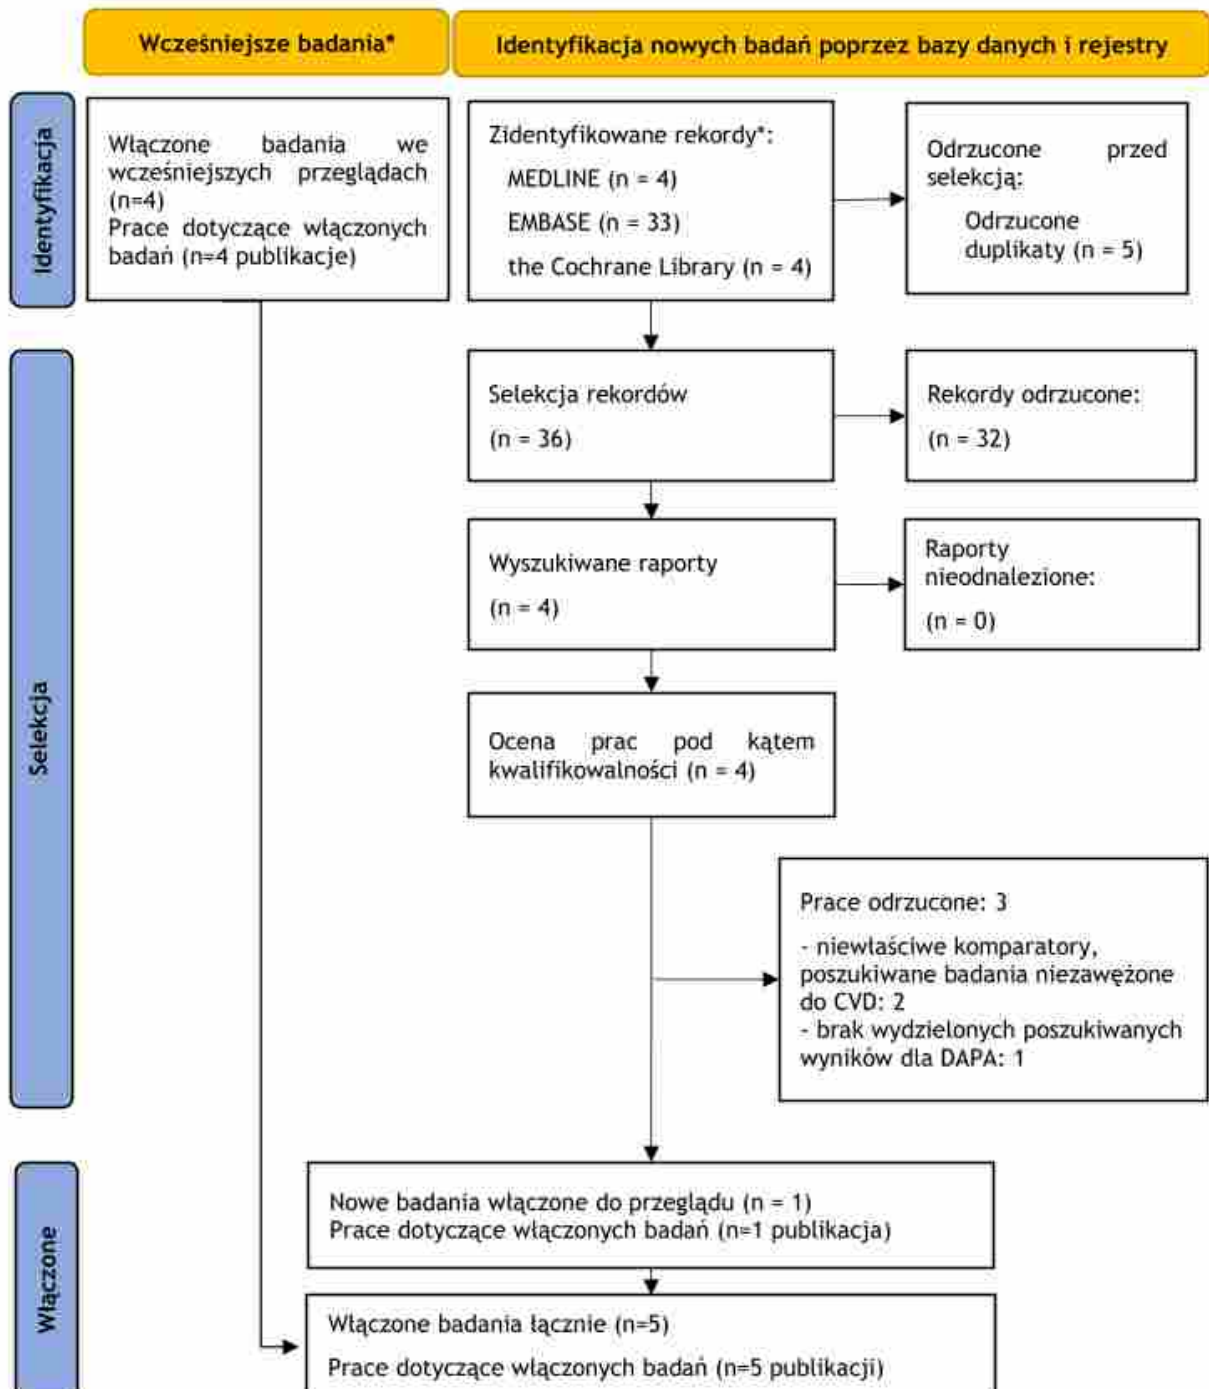 Wcześniejsze badania*
Identyfikacja nowych badań poprzez bazy danych i rejestry
Identyfikacja
Włączone badania we
wcześniejszych przeglądach
(n=4)
Prace dotyczące włączonych
badań (n=4 publikacje)
Zidentyfikowane rekordy*:
MEDLINE (n = 4)
EMBASE (n = 33)
the Cochrane Library (n = 4)
Odrzucone przed
selekcją:
Odrzucone
duplikaty (n = 5)
Selekcja
Selekcja rekordów
(n = 36)
Rekordy odrzucone:
(n = 32)
Wyszukiwane raporty
(n = 4)
Raporty
nieodnalezione:
(n = 0)
Ocena prac pod kątem
kwalifikowalności (n = 4)
Prace odrzucone: 3
- niewłaściwe komparatory,
poszukiwane badania niezawężone
do CVD: 2
- brak wydzielonych poszukiwanych
wyników dla DAPA: 1
Włączone
Nowe badania włączone do przeglądu (n = 1)
Prace dotyczące włączonych badań (n=1 publikacja)
Włączone badania łącznie (n=5)
Prace dotyczące włączonych badań (n=5 publikacji)